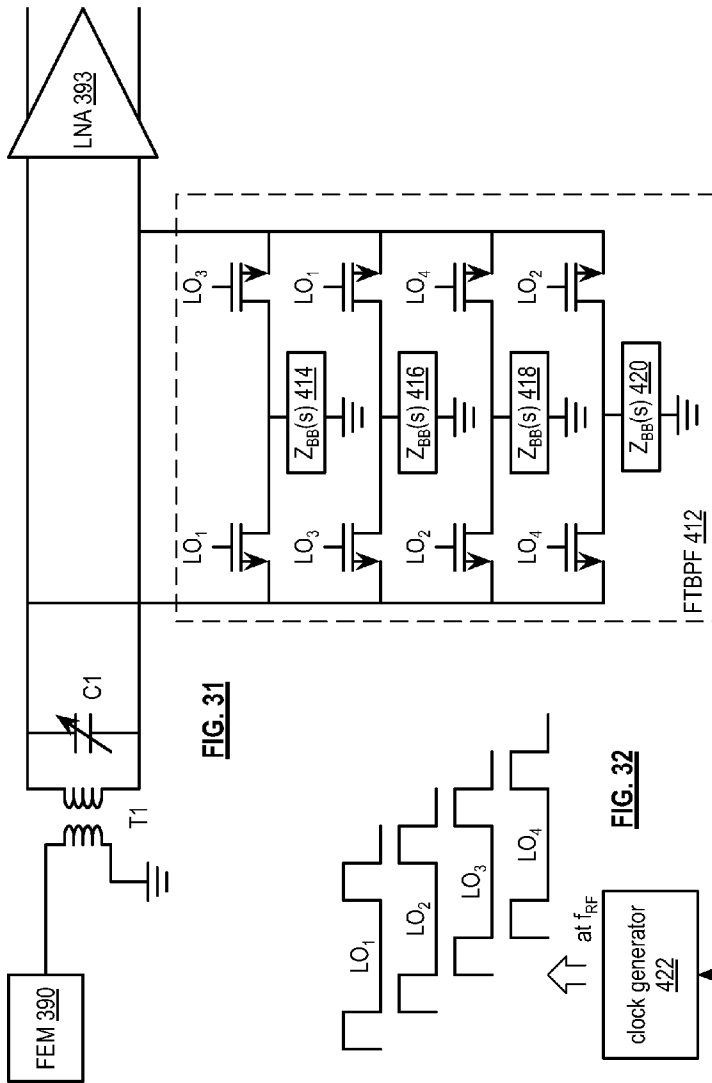 FEM 390
T1
C1
LNA 393
FIG. 31
LO1
LO3
ZBB(s) 414
LO3
LO1
ZBB(s) 416
LO2
LO4
ZBB(s) 418
LO4
LO2
ZBB(s) 420
FTBPF 412
LO1
LO2
LO3
LO4
at fRF
FIG. 32
clock generator
422